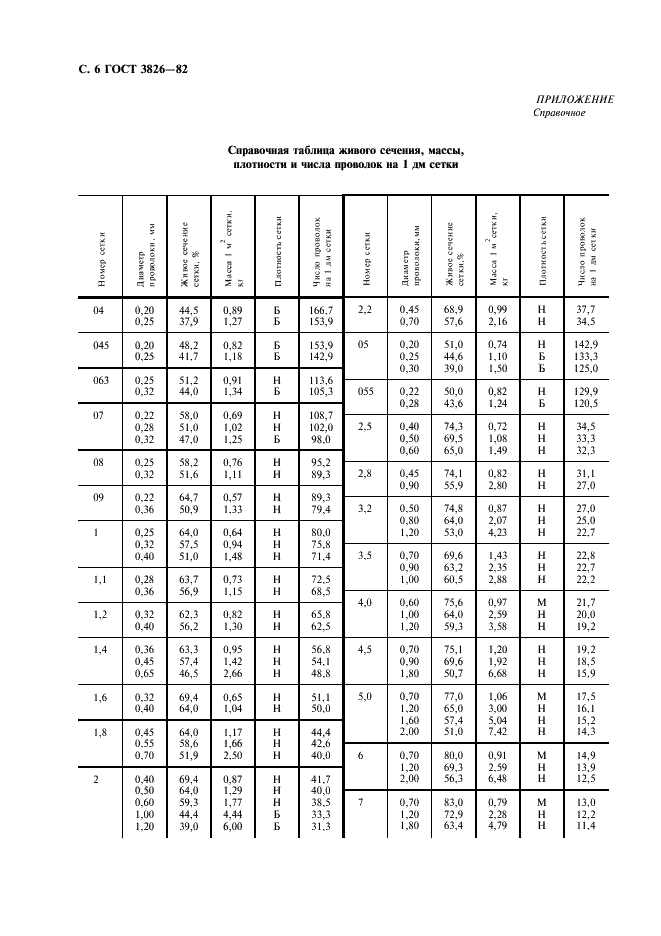 С. 6 ГОСТ 3826—82
ПРИЛОЖЕНИЕ
Справочное
Справочная таблица живого сечения, массы,
плотности и числа проволок на 1 дм сетки
Номер сетки
Диаметр проволоки, мм
Живое сечение сетки, %
Масса 1 м² сетки, кг
Плотность сетки
Число проволок на 1 дм сетки
04 0,20 44,5 0,89 Б 166,7
0,25 37,9 1,27 Б 153,9
045 0,20 48,2 0,82 Б 153,9
0,25 41,7 1,18 Б 142,9
063 0,25 51,2 0,91 Н 113,6
0,32 44,0 1,34 Б 105,3
07 0,22 58,0 0,69 Н 108,7
0,28 51,0 1,02 Н 102,0
0,32 47,0 1,25 Б 98,0
08 0,25 58,2 0,76 Н 95,2
0,32 51,6 1,11 Н 89,3
09 0,22 64,7 0,57 Н 89,3
0,36 50,9 1,33 Н 79,4
1 0,25 64,0 0,64 Н 80,0
0,32 57,5 0,94 Н 75,8
0,40 51,0 1,48 Н 71,4
1,1 0,28 63,7 0,73 Н 72,5
0,36 56,9 1,15 Н 68,5
1,2 0,32 62,3 0,82 Н 65,8
0,40 56,2 1,30 Н 62,5
1,4 0,36 63,3 0,95 Н 56,8
0,45 57,4 1,42 Н 54,1
0,65 46,5 2,66 Н 48,8
1,6 0,32 69,4 0,65 Н 51,1
0,40 64,0 1,04 Н 50,0
1,8 0,45 64,0 1,17 Н 44,4
0,55 58,6 1,66 Н 42,6
0,70 51,9 2,50 Н 40,0
2 0,40 69,4 0,87 Н 41,7
0,50 64,0 1,29 Н 40,0
0,60 59,3 1,77 Н 38,5
1,00 44,4 4,44 Б 33,3
1,20 39,0 6,00 Б 31,3
Номер сетки
Диаметр проволоки, мм
Живое сечение сетки, %
Масса 1 м² сетки, кг
Плотность сетки
Число проволок на 1 дм сетки
2,2 0,45 68,9 0,99 Н 37,7
0,70 57,6 2,16 Н 34,5
05 0,20 51,0 0,74 Н 142,9
0,25 44,6 1,10 Б 133,3
0,30 39,0 1,50 Б 125,0
055 0,22 50,0 0,82 Н 129,9
0,28 43,6 1,24 Б 120,5
2,5 0,40 74,3 0,72 Н 34,5
0,50 69,5 1,08 Н 33,3
0,60 65,0 1,49 Н 32,3
2,8 0,45 74,1 0,82 Н 31,1
0,90 55,9 2,80 Н 27,0
3,2 0,50 74,8 0,87 Н 27,0
0,80 64,0 2,07 Н 25,0
1,20 53,0 4,23 Н 22,7
3,5 0,70 69,6 1,43 Н 22,8
0,90 63,2 2,35 Н 22,7
1,00 60,5 2,88 Н 22,2
4,0 0,60 75,6 0,97 М 21,7
1,00 64,0 2,59 Н 20,0
1,20 59,3 3,58 Н 19,2
4,5 0,70 75,1 1,20 Н 19,2
0,90 69,6 1,92 Н 18,5
1,80 50,7 6,68 Н 15,9
5,0 0,70 77,0 1,06 М 17,5
1,20 65,0 3,00 Н 16,1
1,60 57,4 5,04 Н 15,2
2,00 51,0 7,42 Н 14,3
6 0,70 80,0 0,91 М 14,9
1,20 69,3 2,59 Н 13,9
2,00 56,3 6,48 Н 12,5
7 0,70 83,0 0,79 М 13,0
1,20 72,9 2,28 Н 12,2
1,80 63,4 4,79 Н 11,4